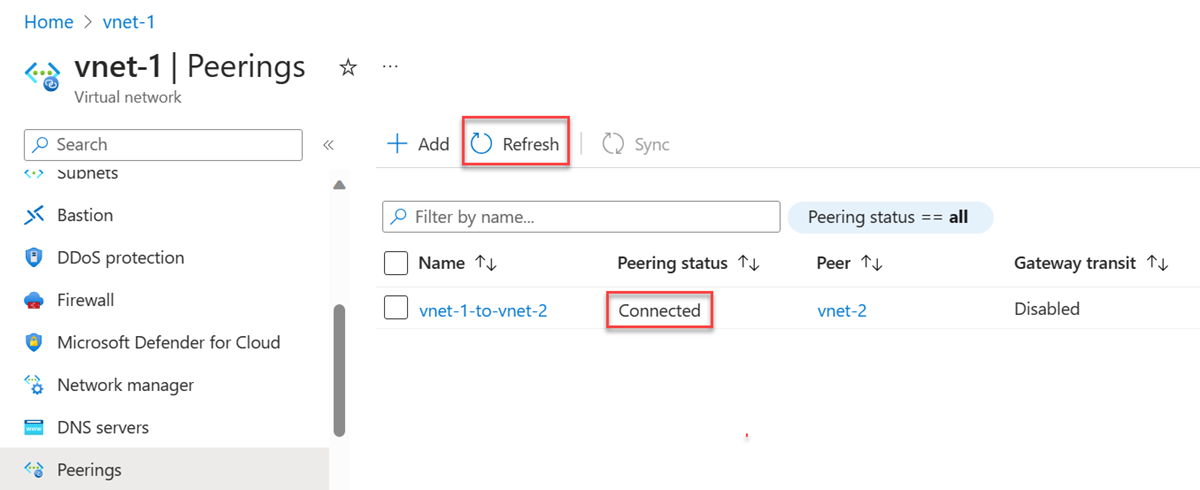 Home > vnet-1
vnet-1 | Peerings
Virtual network
Search
Subnets
Bastion
DDoS protection
Firewall
Microsoft Defender for Cloud
Network manager
DNS servers
Peerings
Add Refresh Sync
Filter by name... Peering status == all
Name Peering status Peer Gateway transit
vnet-1-to-vnet-2 Connected vnet-2 Disabled